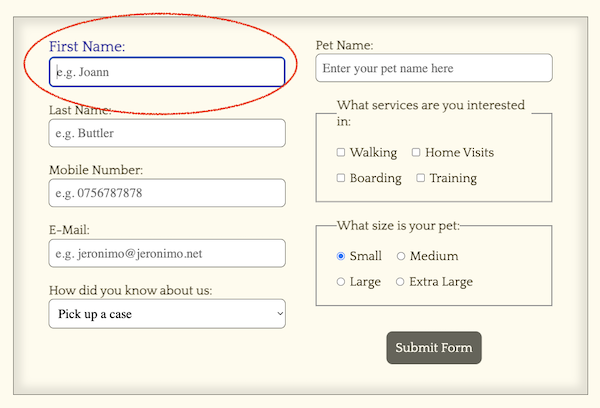 First Name:
e.g. Joann
Last Name:
e.g. Buttler
Mobile Number:
e.g. 0756787878
E-Mail:
e.g. jeronimo@jeronimo.net
How did you know about us:
Pick up a case
Pet Name:
Enter your pet name here
What services are you interested
in:
Walking Home Visits
Boarding Training
What size is your pet:
Small Medium
Large Extra Large
Submit Form